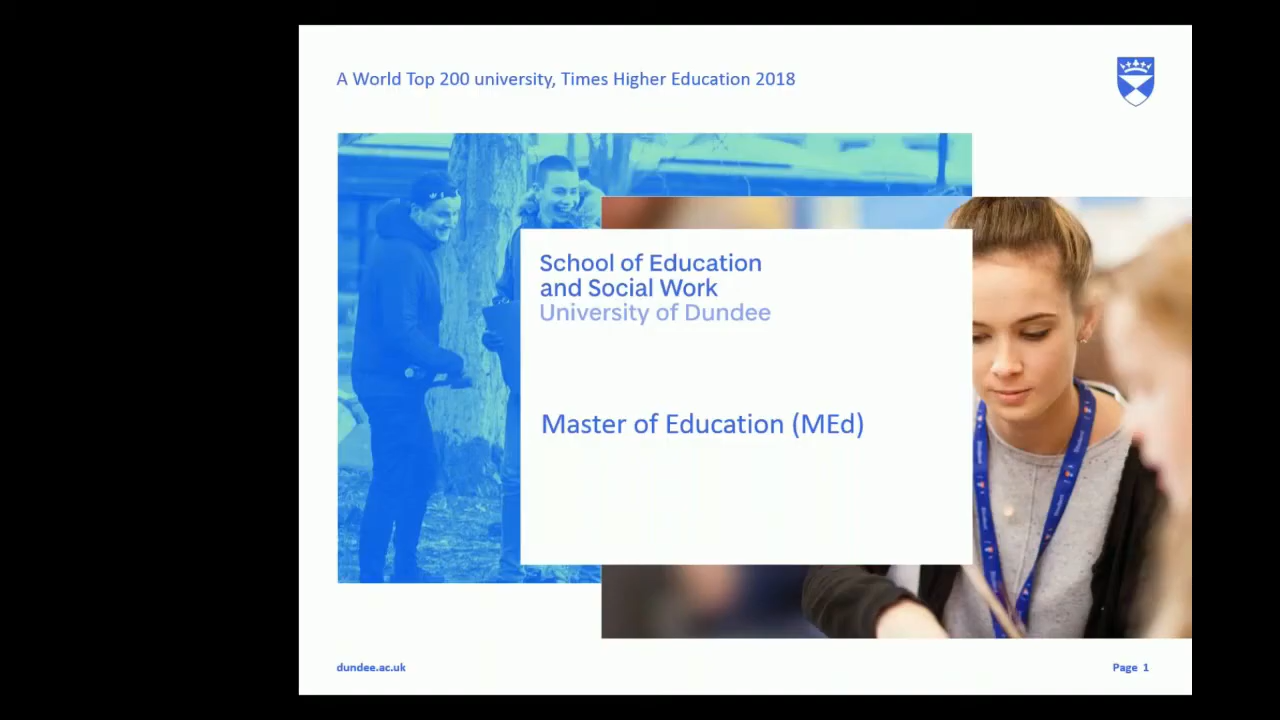 A World Top 200 university, Times Higher Education 2018
School of Education
and Social Work
University of Dundee
Master of Education (MEd)
dundee.ac.uk
Page 1